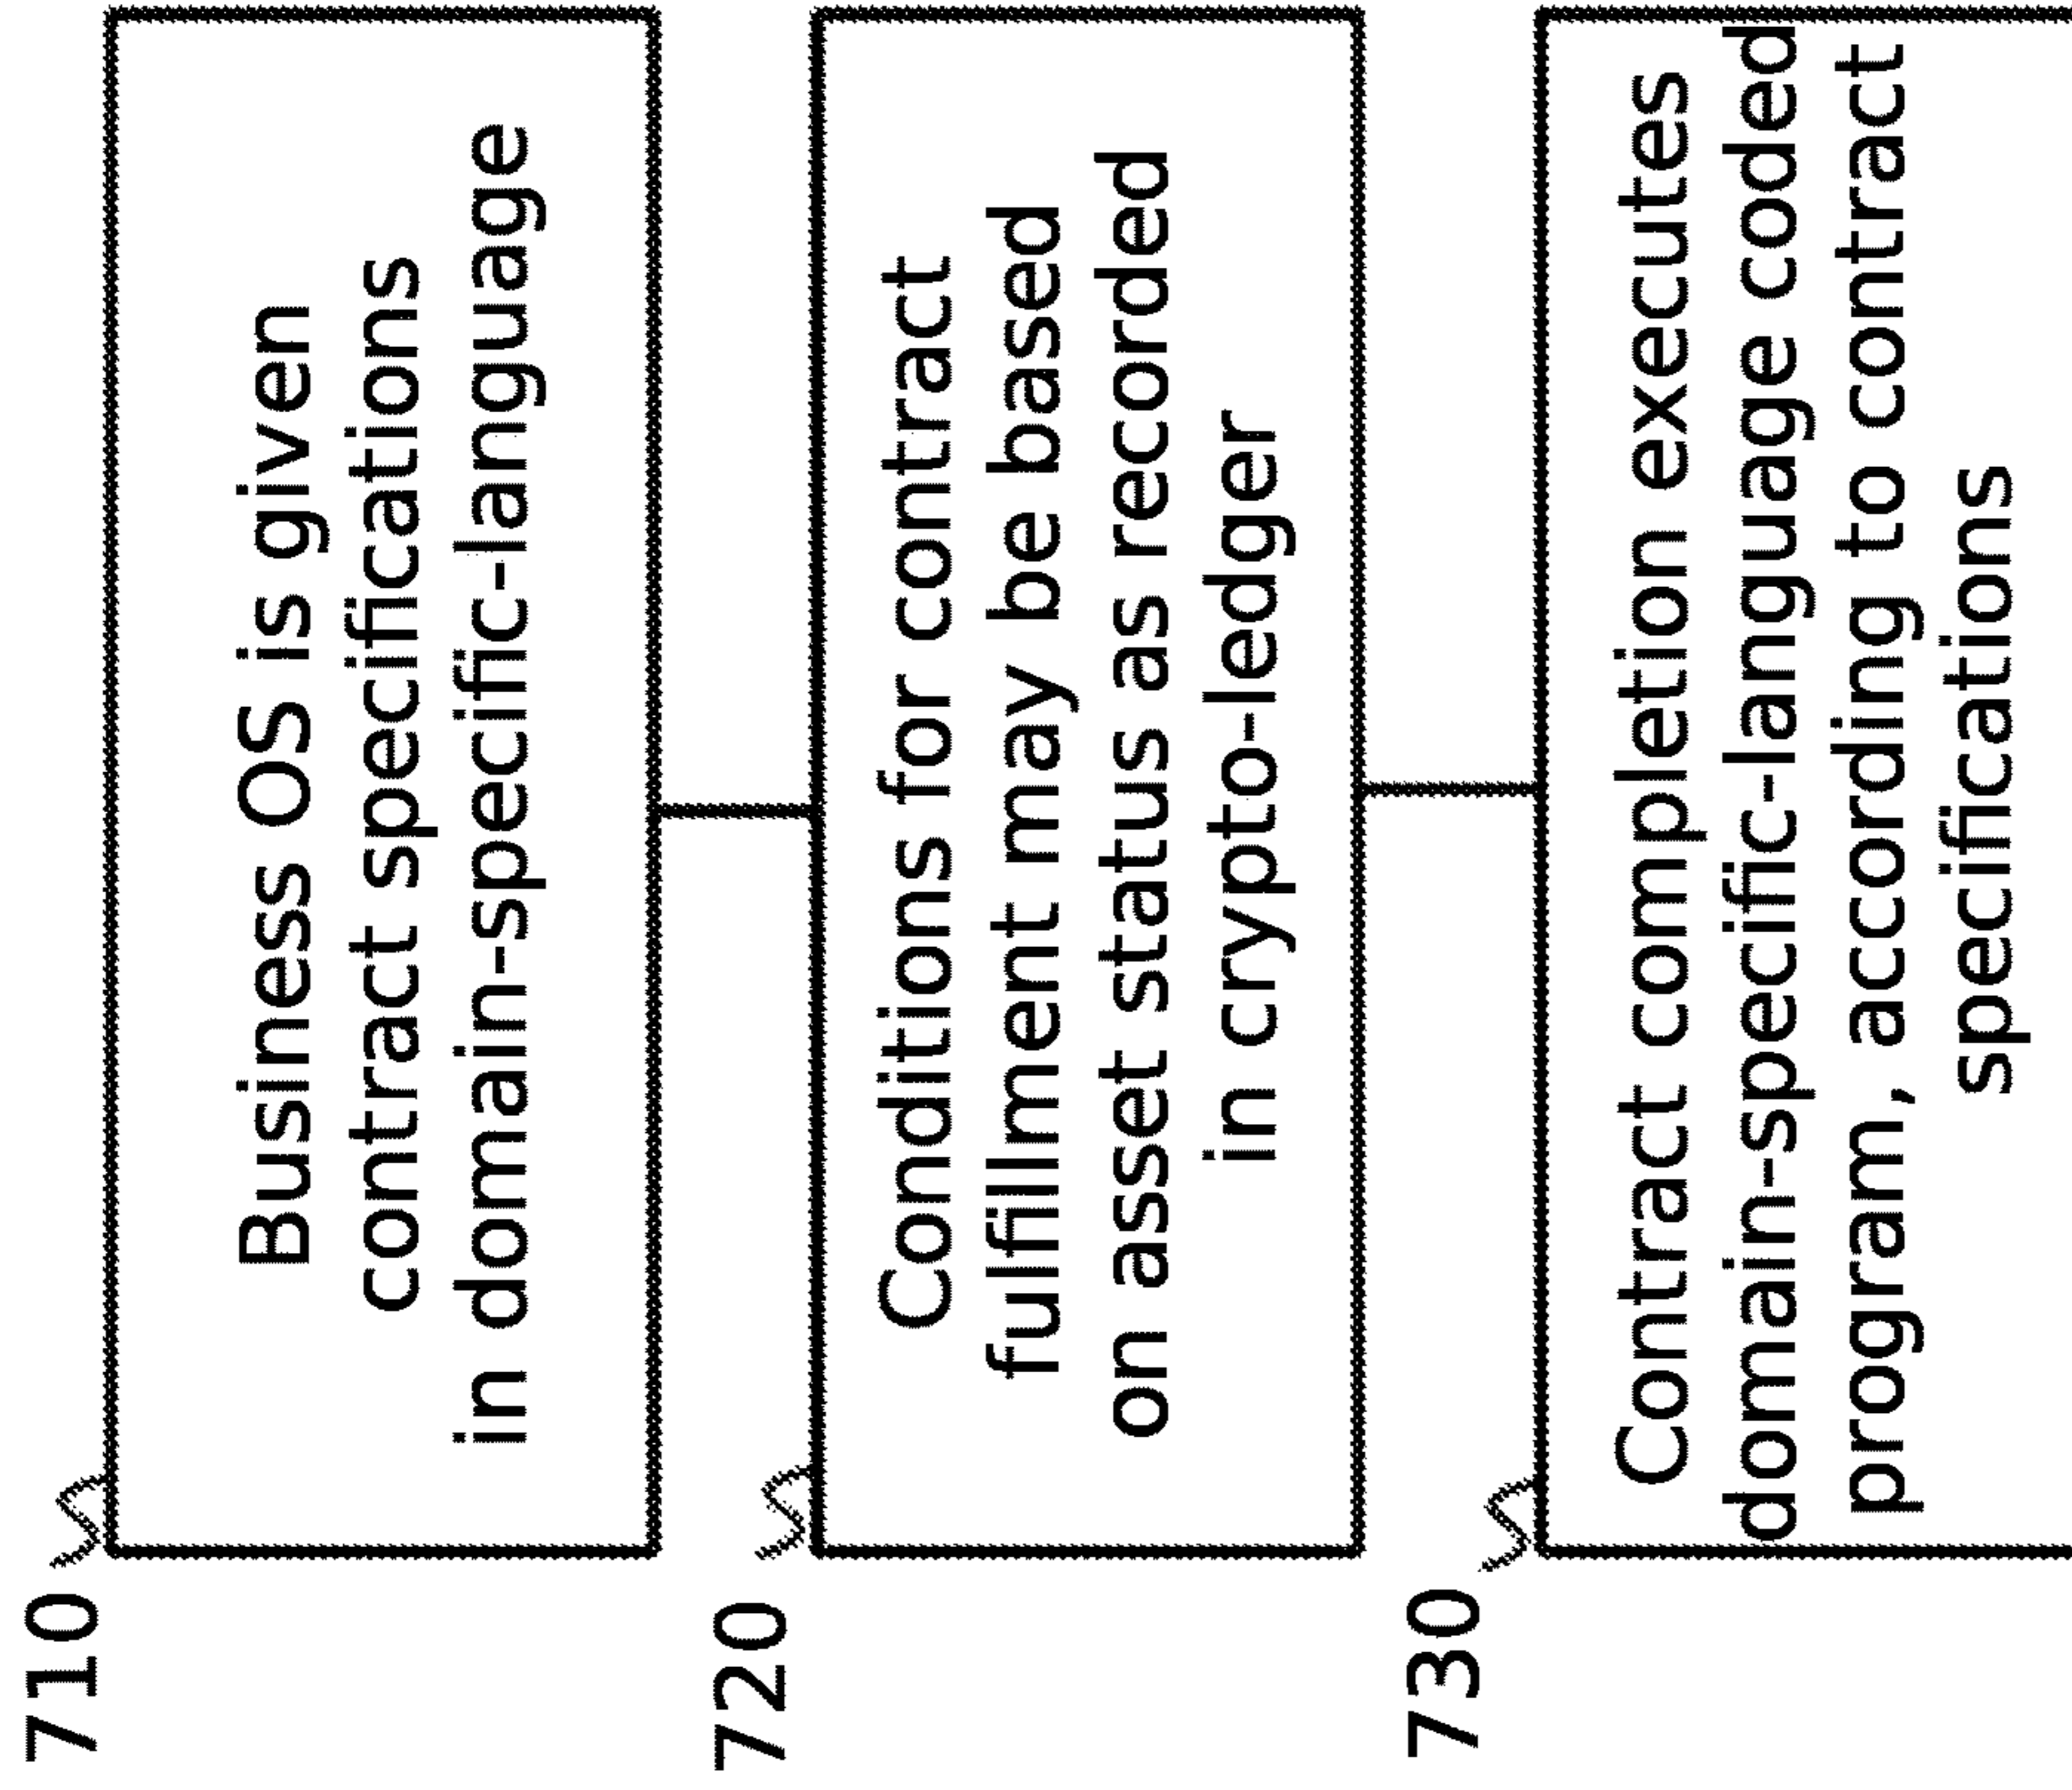 710
Business OS is given
contract specifications
in domain-specific-language
720
Conditions for contract
fulfillment may be based
on asset status as recorded
in crypto-ledger
730
Contract completion executes
domain-specific-language coded
program, according to contract
specifications